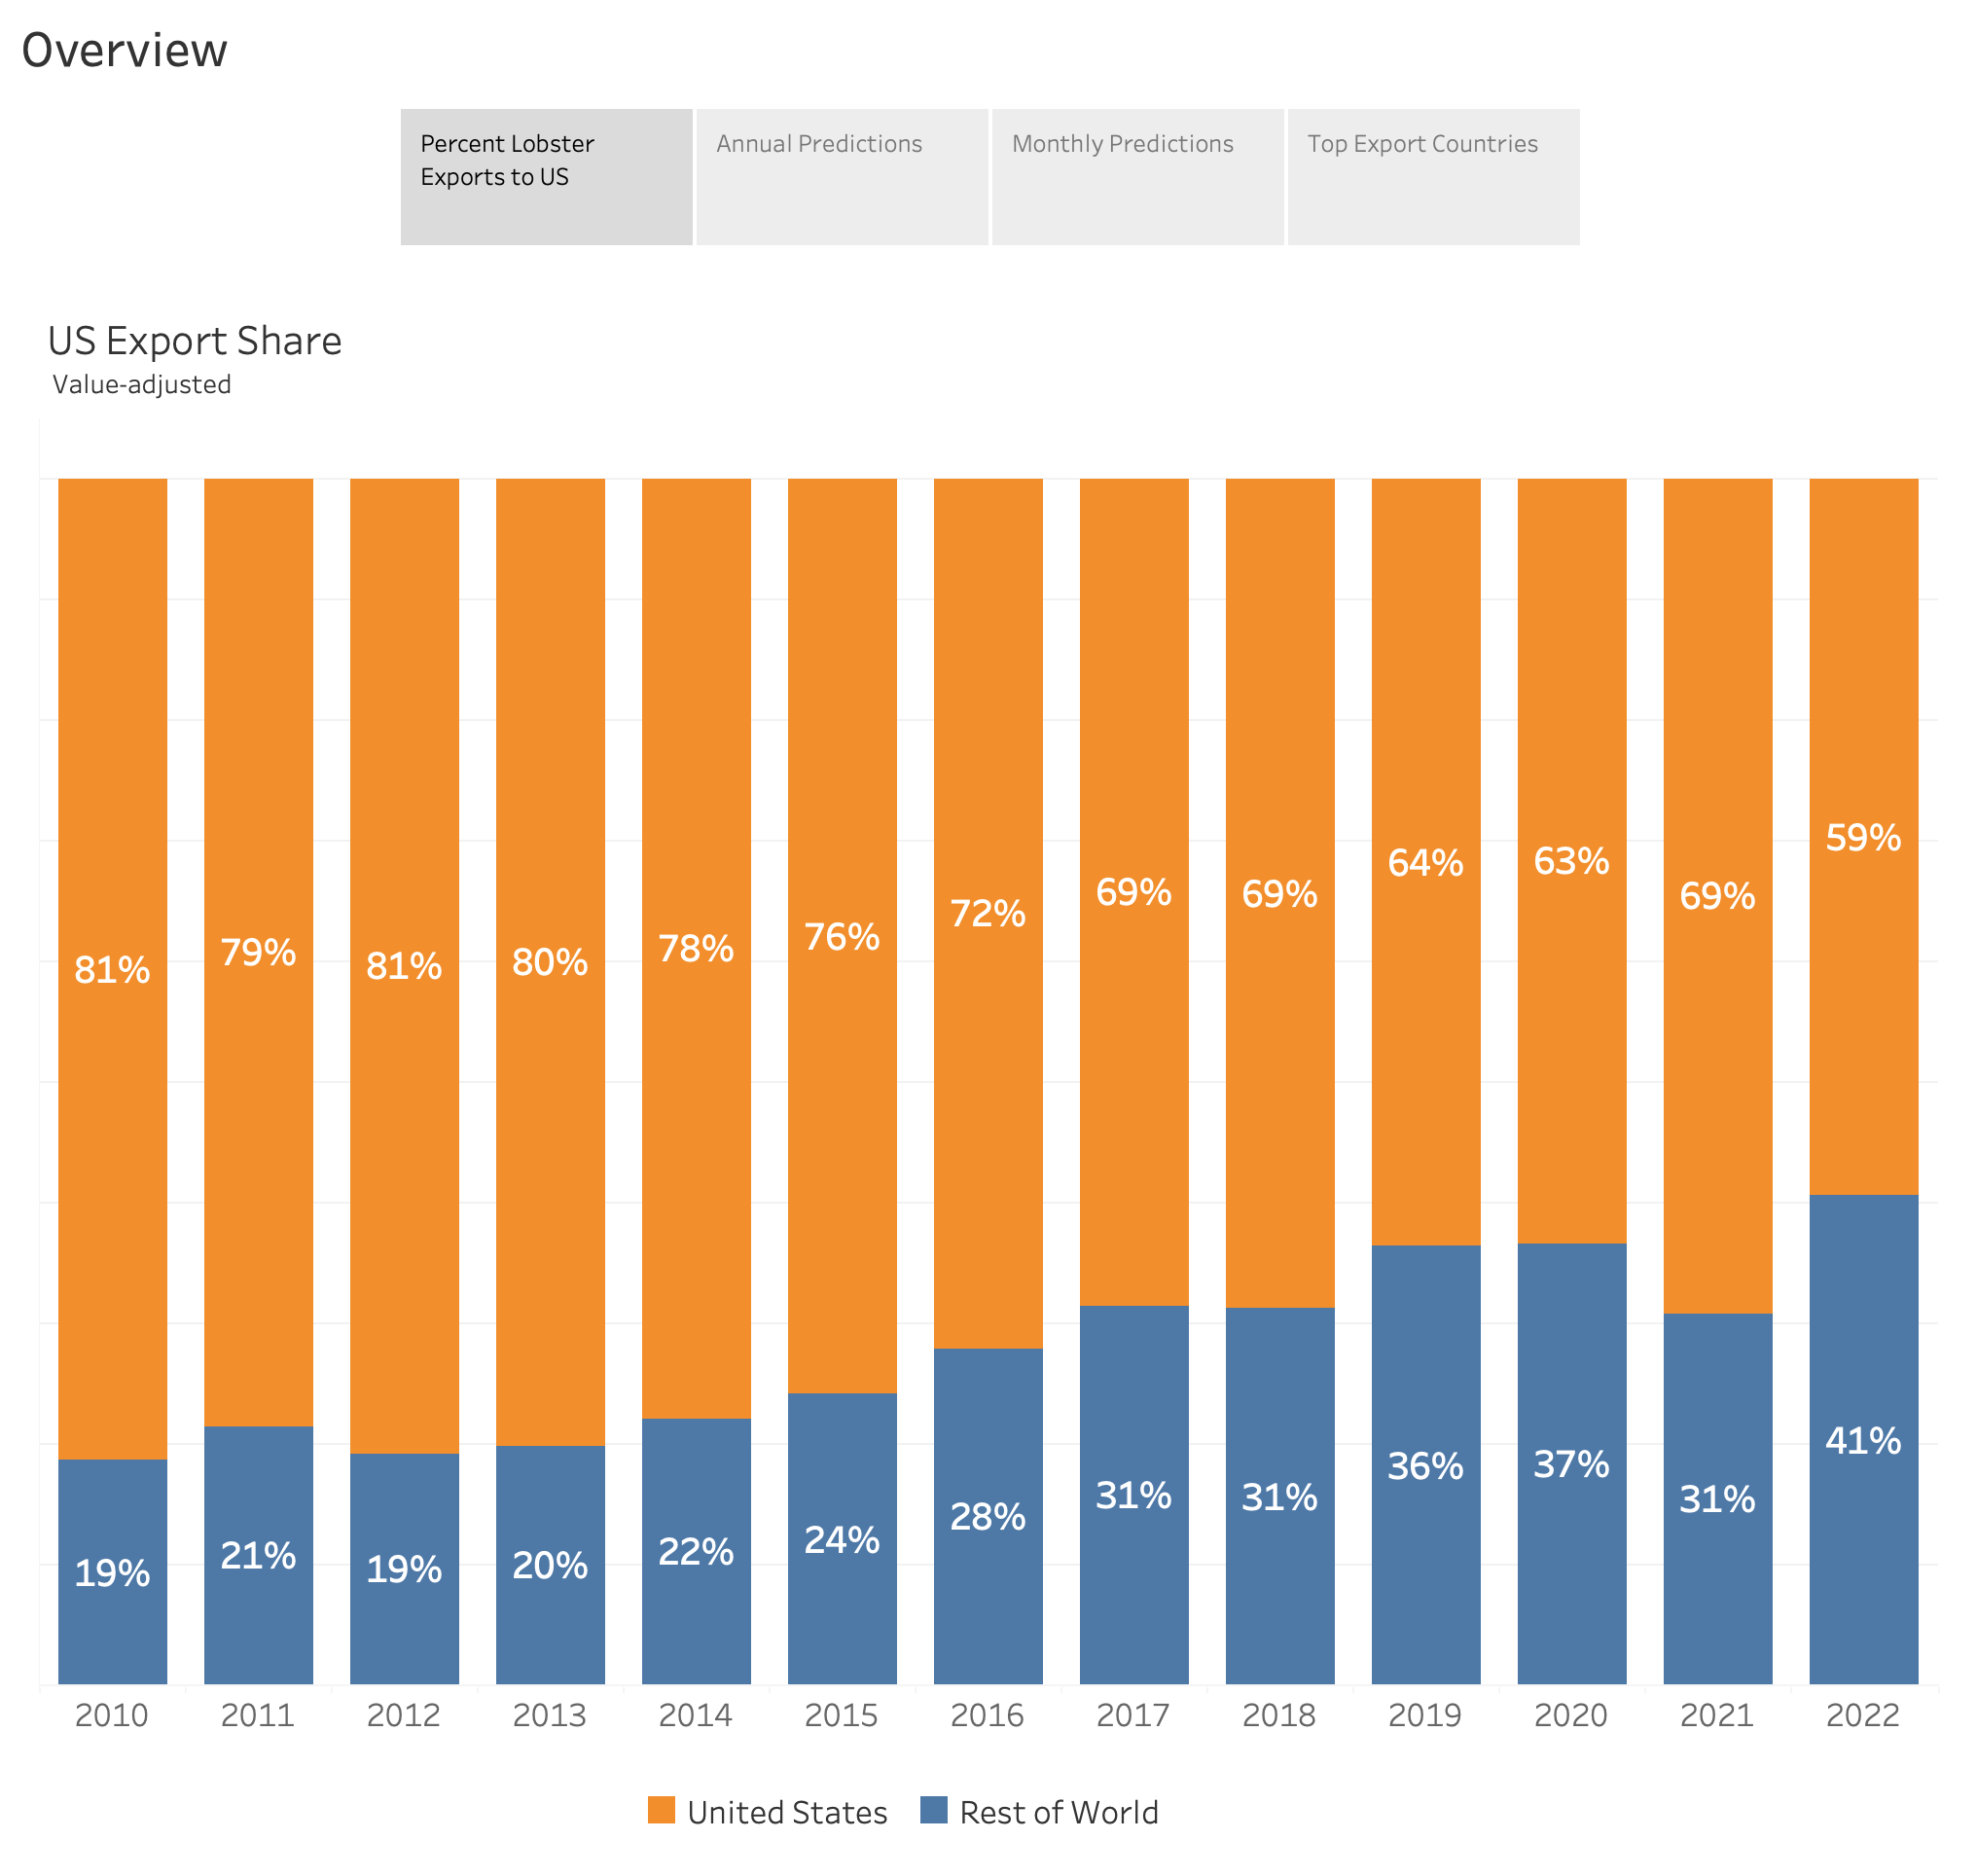 Overview
Percent Lobster
Exports to US
Annual Predictions
Monthly Predictions
Top Export Countries
US Export Share
Value-adjusted
81% 79% 81% 80% 78% 76% 72% 69% 69% 64% 63% 69% 59%
19% 21% 19% 20% 22% 24% 28% 31% 31% 36% 37% 31% 41%
2010 2011 2012 2013 2014 2015 2016 2017 2018 2019 2020 2021 2022
United States Rest of World